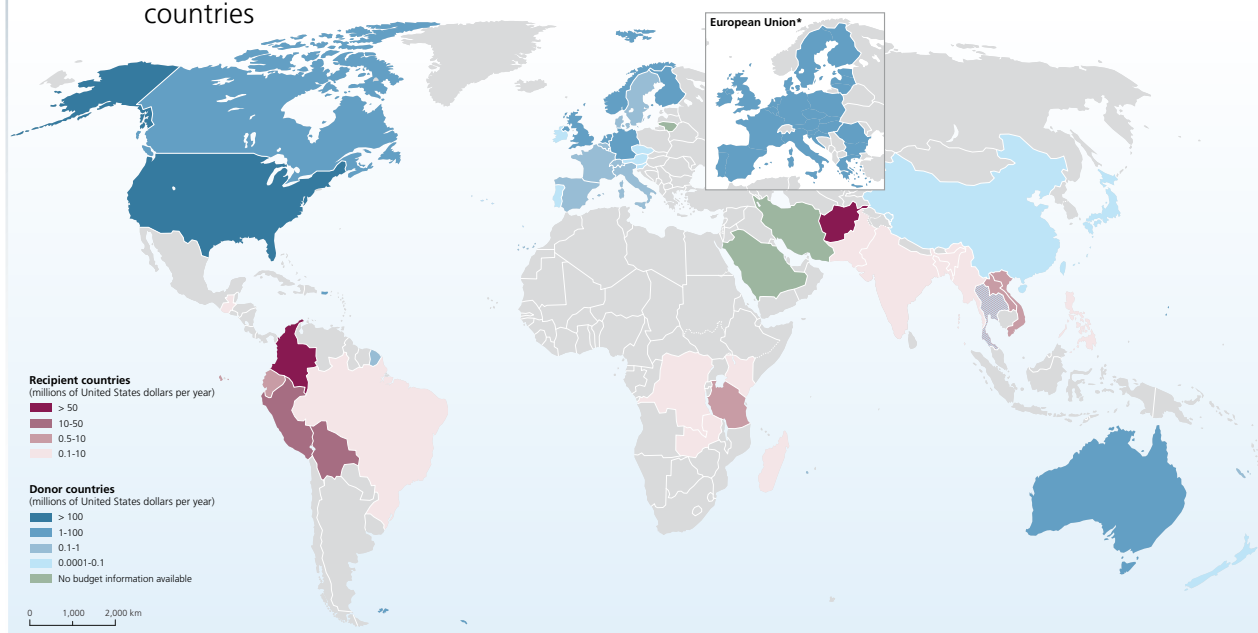 countries
European Union*
Recipient countries
(millions of United States dollars per year)
> 50
10-50
0.5-10
0.1-10
Donor countries
(millions of United States dollars per year)
> 100
1-100
0.1-1
0.0001-0.1
No budget information available
0 1,000 2,000 km